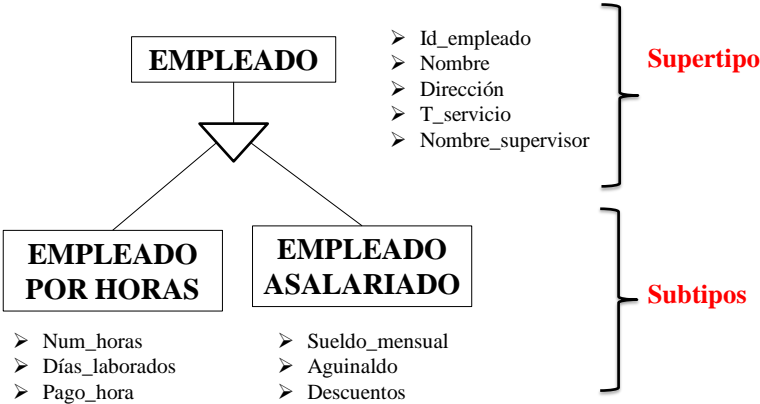 EMPLEADO
Id_empleado
Nombre
Dirección
T_servicio
Nombre_supervisor
Supertipo
EMPLEADO
POR HORAS
EMPLEADO
ASALARIADO
Subtipos
Num_horas
Días_laborados
Pago_hora
Sueldo_mensual
Aguinaldo
Descuentos